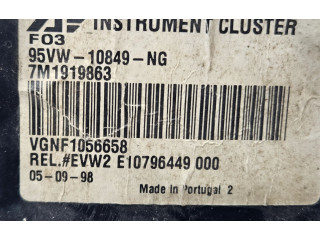 INSTRUMENT CLUSTER
F03
95VW-10849-NG
7M1919863
VGNF1056658
REL.#EVW2 E10796449 000
05-09-98
Made in Portugal 2